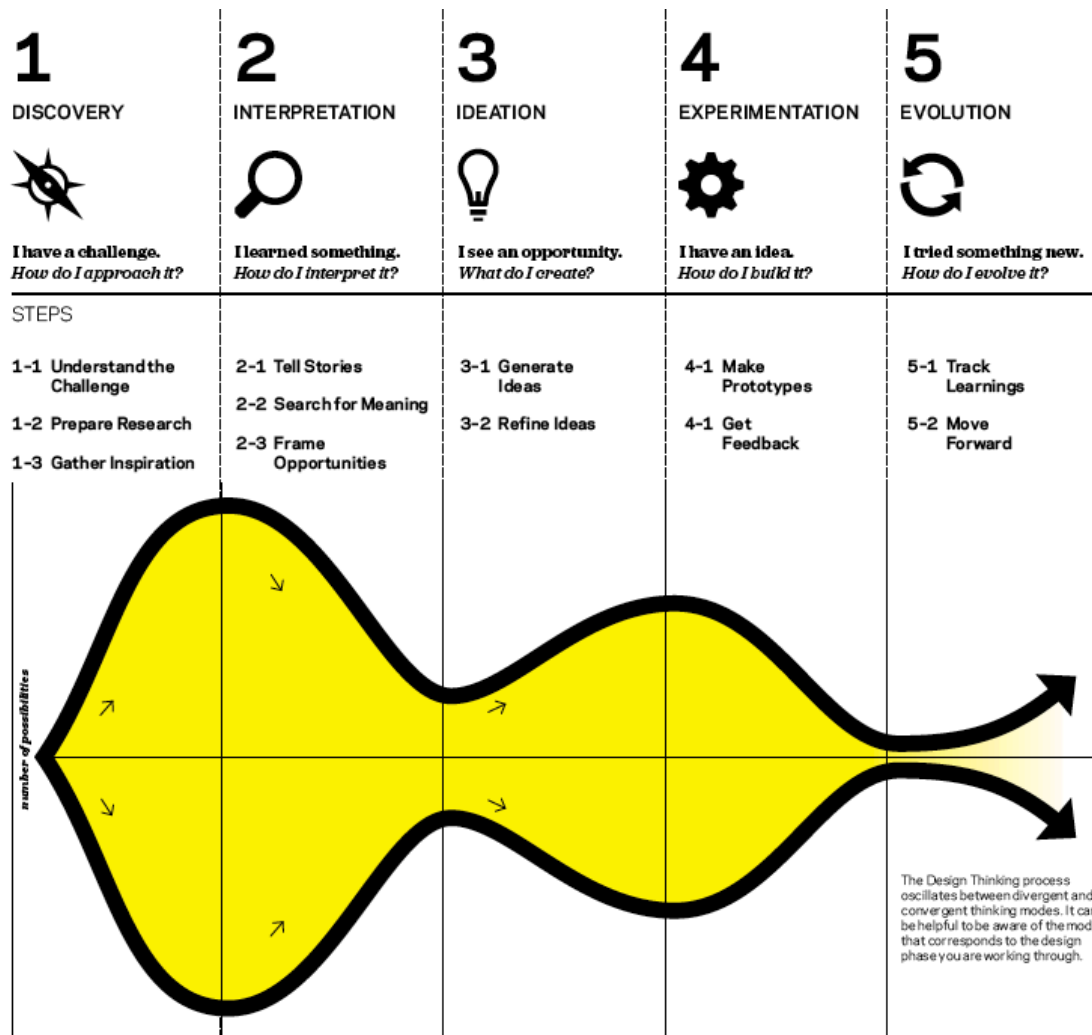 1
DISCOVERY
I have a challenge.
How do I approach it?
2
INTERPRETATION
I learned something.
How do I interpret it?
3
IDEATION
I see an opportunity.
What do I create?
4
EXPERIMENTATION
I have an idea.
How do I build it?
5
EVOLUTION
I tried something new.
How do I evolve it?
STEPS
1-1 Understand the
Challenge
1-2 Prepare Research
1-3 Gather Inspiration
2-1 Tell Stories
2-2 Search for Meaning
2-3 Frame
Opportunities
3-1 Generate
Ideas
3-2 Refine Ideas
4-1 Make
Prototypes
4-1 Get
Feedback
5-1 Track
Learnings
5-2 Move
Forward
number of possibilities
The Design Thinking process
oscillates between divergent and
convergent thinking modes. It can
be helpful to be aware of the mod
that corresponds to the design
phase you are working through.